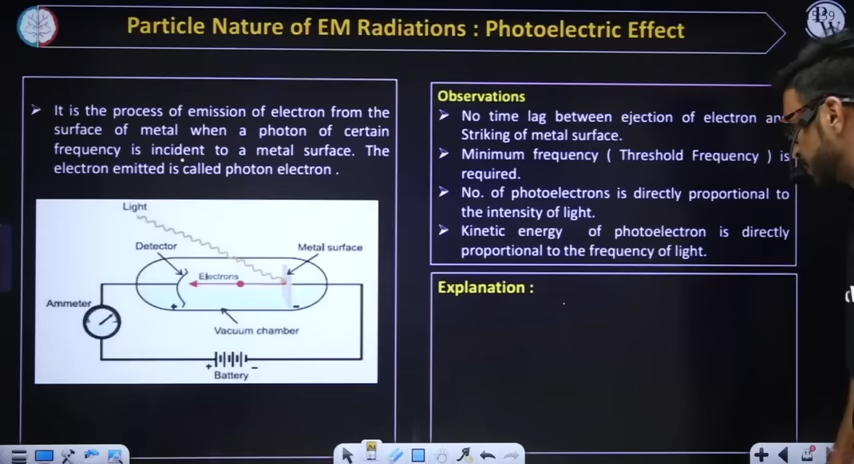 Particle Nature of EM Radiations : Photoelectric Effect
It is the process of emission of electron from the
surface of metal when a photon of certain
frequency is incident to a metal surface. The
electron emitted is called photon electron .
Light
Detector
Metal surface
Electrons
Ammeter
+
-
Vacuum chamber
+
-
Battery
Observations
No time lag between ejection of electron
Striking of metal surface.
Minimum frequency ( Threshold Frequency ) is
required.
No. of photoelectrons is directly proportional to
the intensity of light.
Kinetic energy of photoelectron is directly
proportional to the frequency of light.
Explanation :